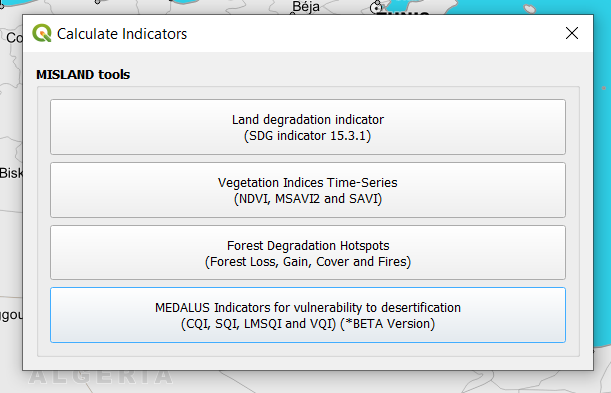 Béja
Calculate Indicators
MISLAND tools
Land degradation indicator
(SDG indicator 15.3.1)
Vegetation Indices Time-Series
(NDVI, MSAVI2 and SAVI)
Bisk
Forest Degradation Hotspots
(Forest Loss, Gain, Cover and Fires)
MEDALUS Indicators for vulnerability to desertification
(CQI, SQI, LMSQI and VQI) (*BETA Version)
ALGERIA